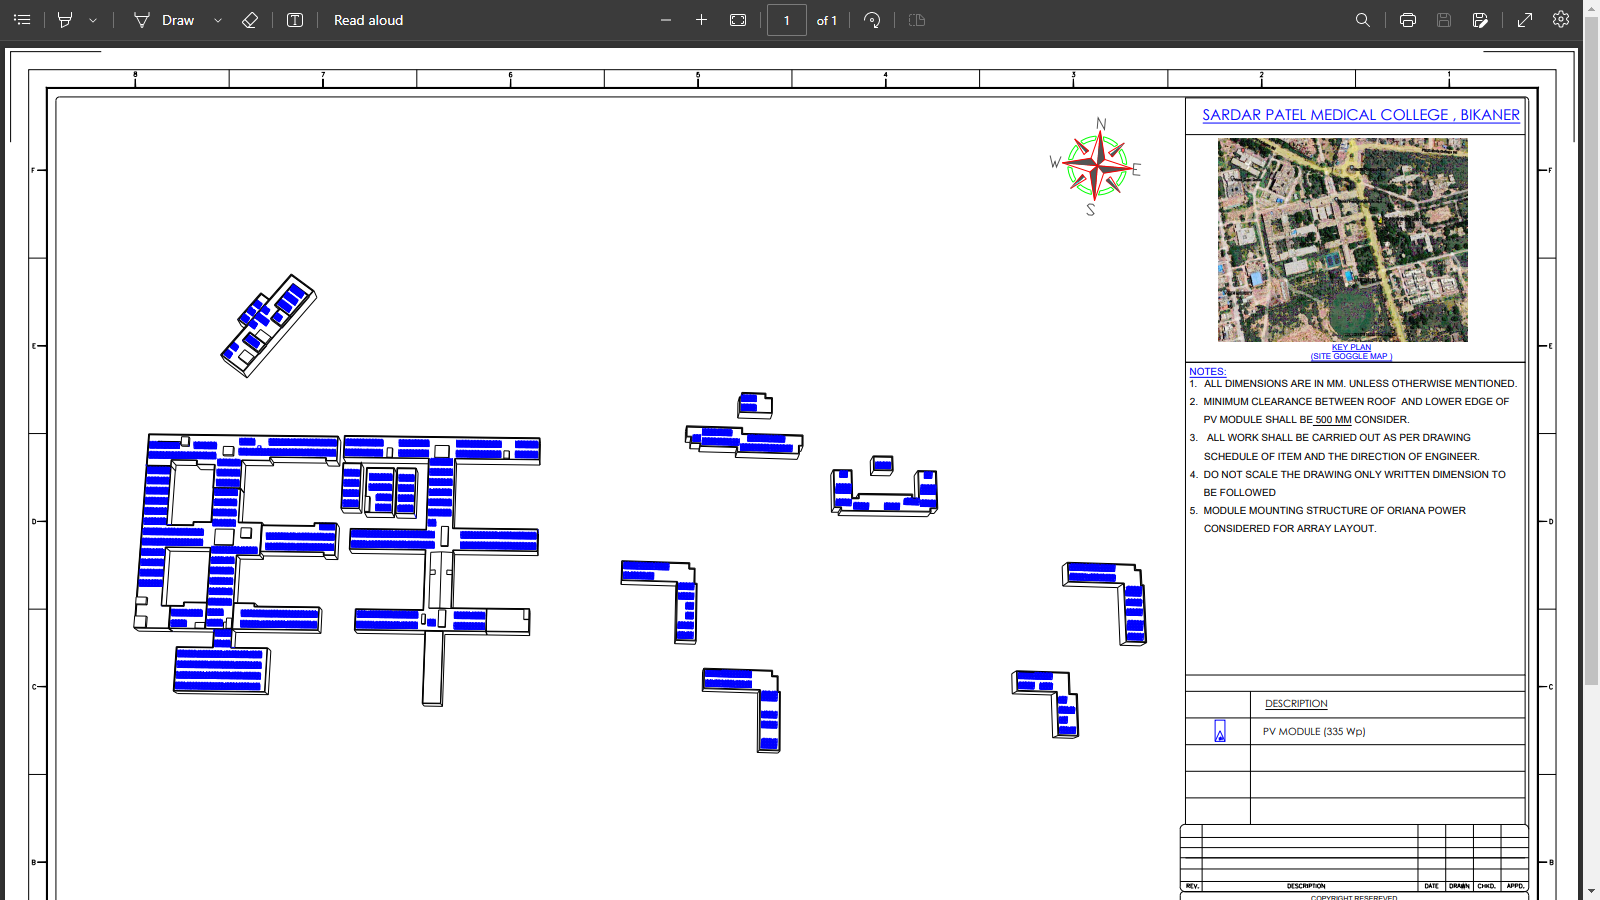 Draw
Read aloud
1
of 1
8 7 6 5 4 3 2 1
SARDAR PATEL MEDICAL COLLEGE , BIKANER
N
W
E
S
F
F
KEY PLAN
(SITE GOGGLE MAP )
E
E
NOTES:
1. ALL DIMENSIONS ARE IN MM. UNLESS OTHERWISE MENTIONED.
2. MINIMUM CLEARANCE BETWEEN ROOF AND LOWER EDGE OF
PV MODULE SHALL BE 500 MM CONSIDER.
3. ALL WORK SHALL BE CARRIED OUT AS PER DRAWING
SCHEDULE OF ITEM AND THE DIRECTION OF ENGINEER.
4. DO NOT SCALE THE DRAWING ONLY WRITTEN DIMENSION TO
BE FOLLOWED
5. MODULE MOUNTING STRUCTURE OF ORIANA POWER
CONSIDERED FOR ARRAY LAYOUT.
D
D
C
C
DESCRIPTION
PV MODULE (335 Wp)
B
B
REV. DESCRIPTION DATE DRAWN CHKD. APPD.
COPYRIGHT RESERVED